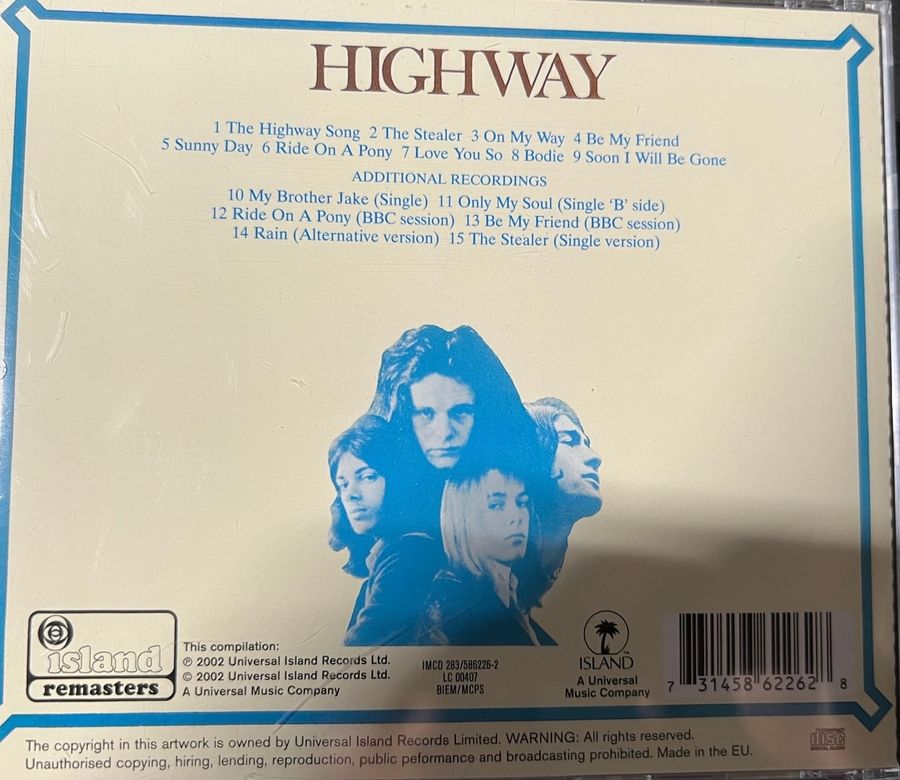 HIGHWAY
1 The Highway Song 2 The Stealer 3 On My Way 4 Be My Friend
5 Sunny Day 6 Ride On A Pony 7 Love You So 8 Bodie 9 Soon I Will Be Gone
ADDITIONAL RECORDINGS
10 My Brother Jake (Single) 11 Only My Soul (Single ‘B’ side)
12 Ride On A Pony (BBC session) 13 Be My Friend (BBC session)
14 Rain (Alternative version) 15 The Stealer (Single version)
island
remasters
This compilation:
℗ 2002 Universal Island Records Ltd.
© 2002 Universal Island Records Ltd.
A Universal Music Company
IMCD 283/586226-2
LC 00407
BIEM/MCPS
ISLAND™
A Universal
Music Company
7 31458 62262 8
The copyright in this artwork is owned by Universal Island Records Limited. WARNING: All rights reserved.
Unauthorised copying, hiring, lending, reproduction, public peformance and broadcasting prohibited. Made in the EU.
disc
DIGITAL AUDIO